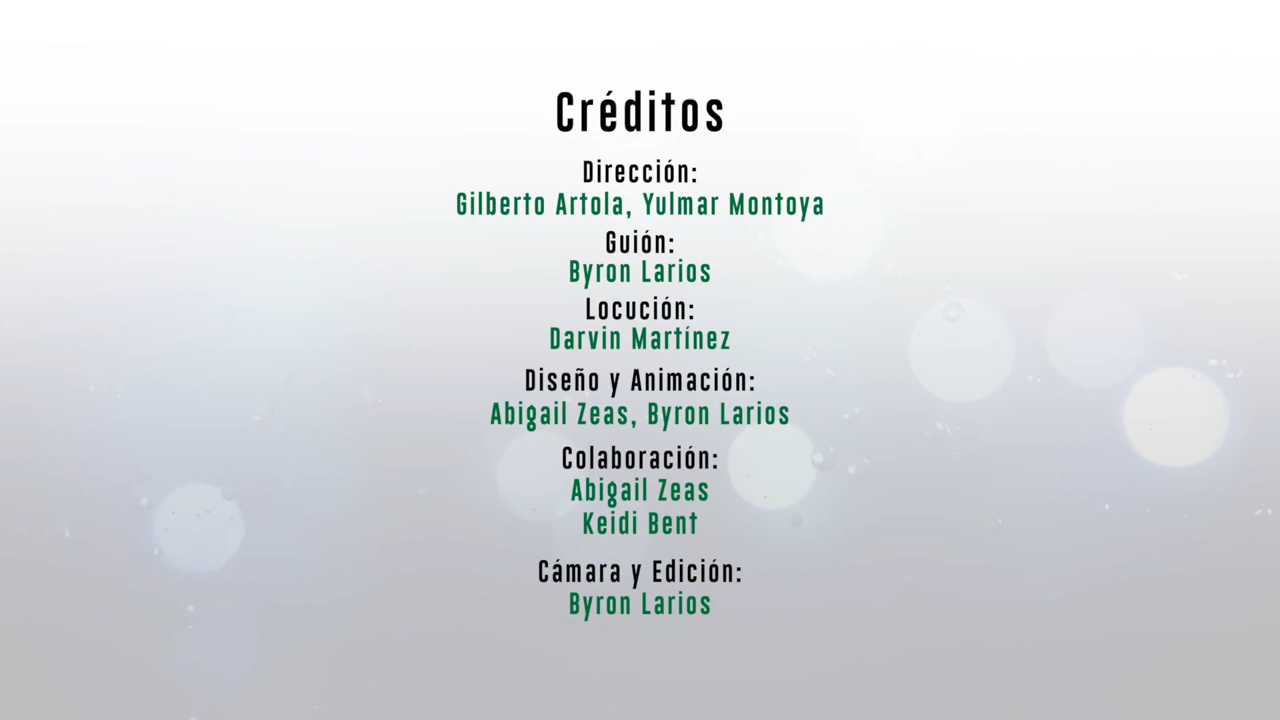 Créditos
Dirección:
Gilberto Artola, Yulmar Montoya
Guión:
Byron Larios
Locución:
Darvin Martínez
Diseño y Animación:
Abigail Zeas, Byron Larios
Colaboración:
Abigail Zeas
Keidi Bent
Cámara y Edición:
Byron Larios